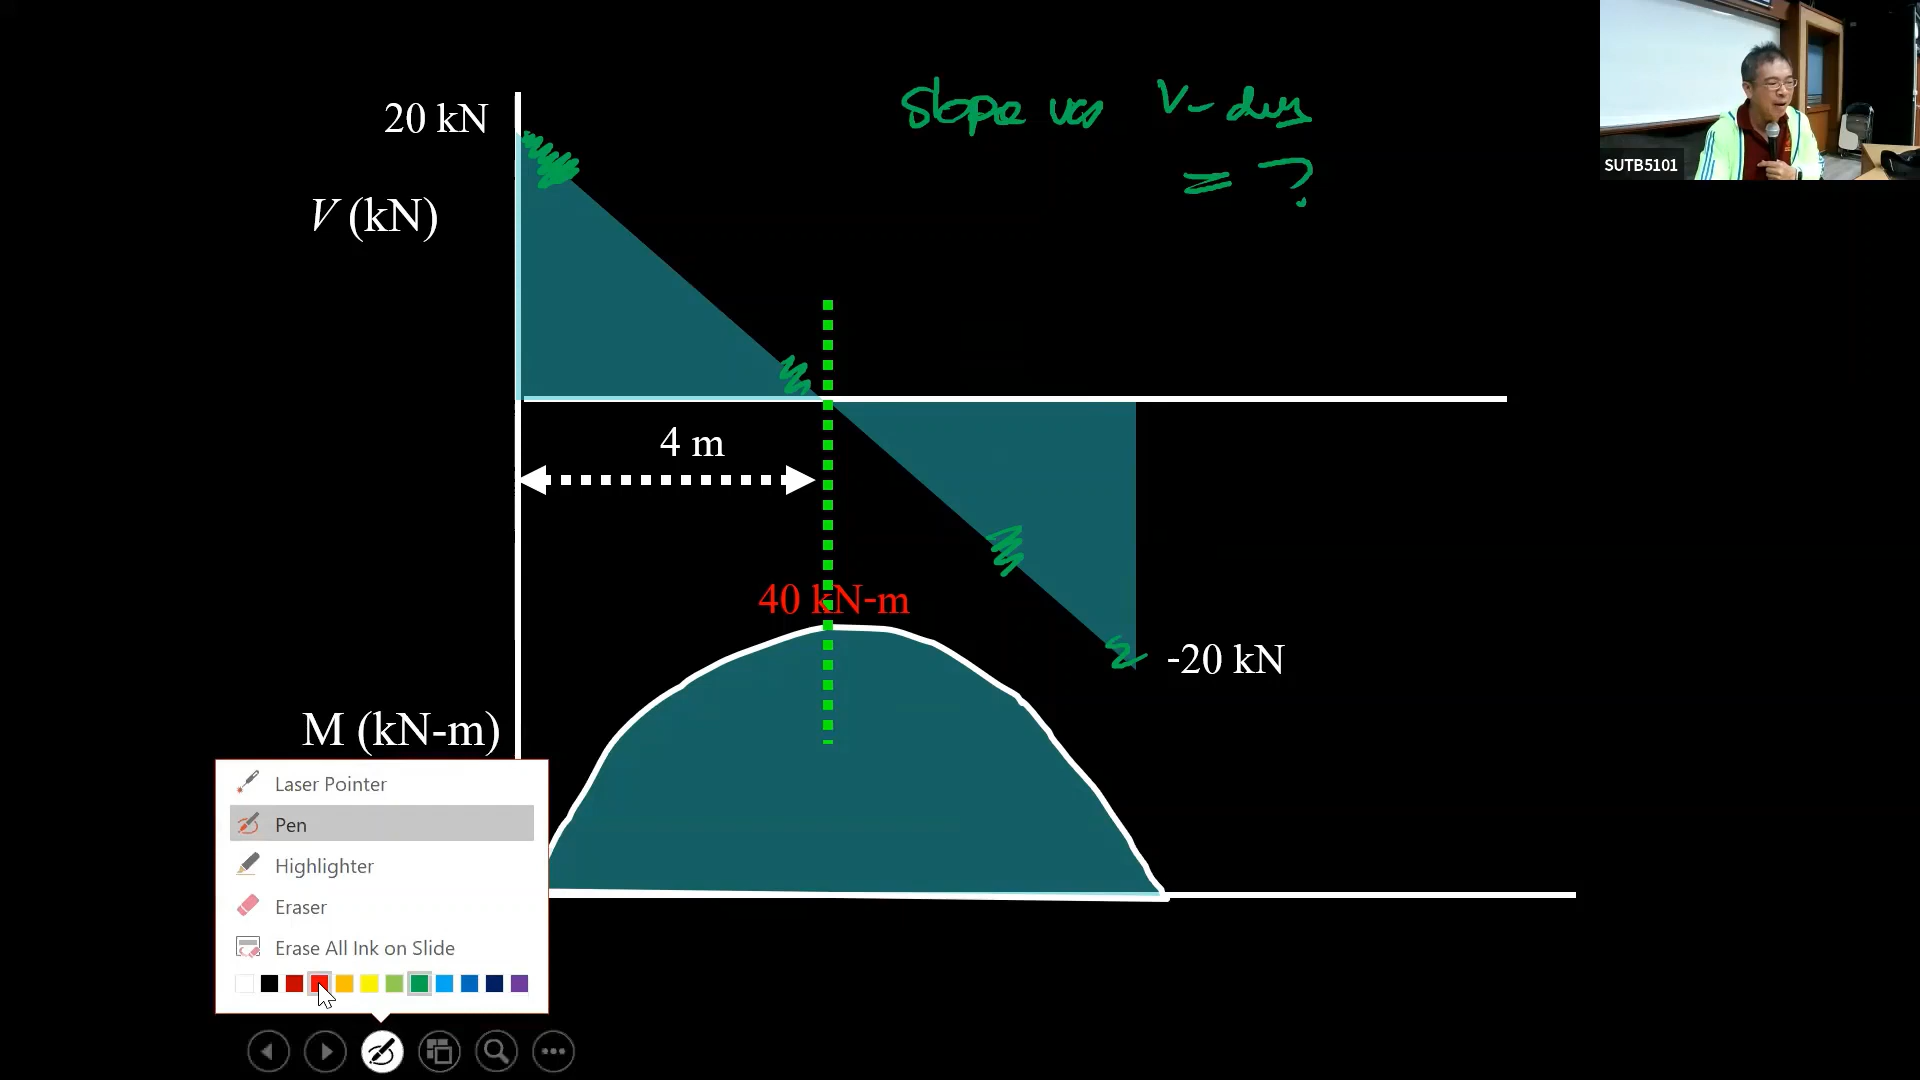 20 kN
Slope V-dia
= ?
V (kN)
SUTB5101
4 m
40 kN-m
-20 kN
M (kN-m)
Laser Pointer
Pen
Highlighter
Eraser
Erase All Ink on Slide